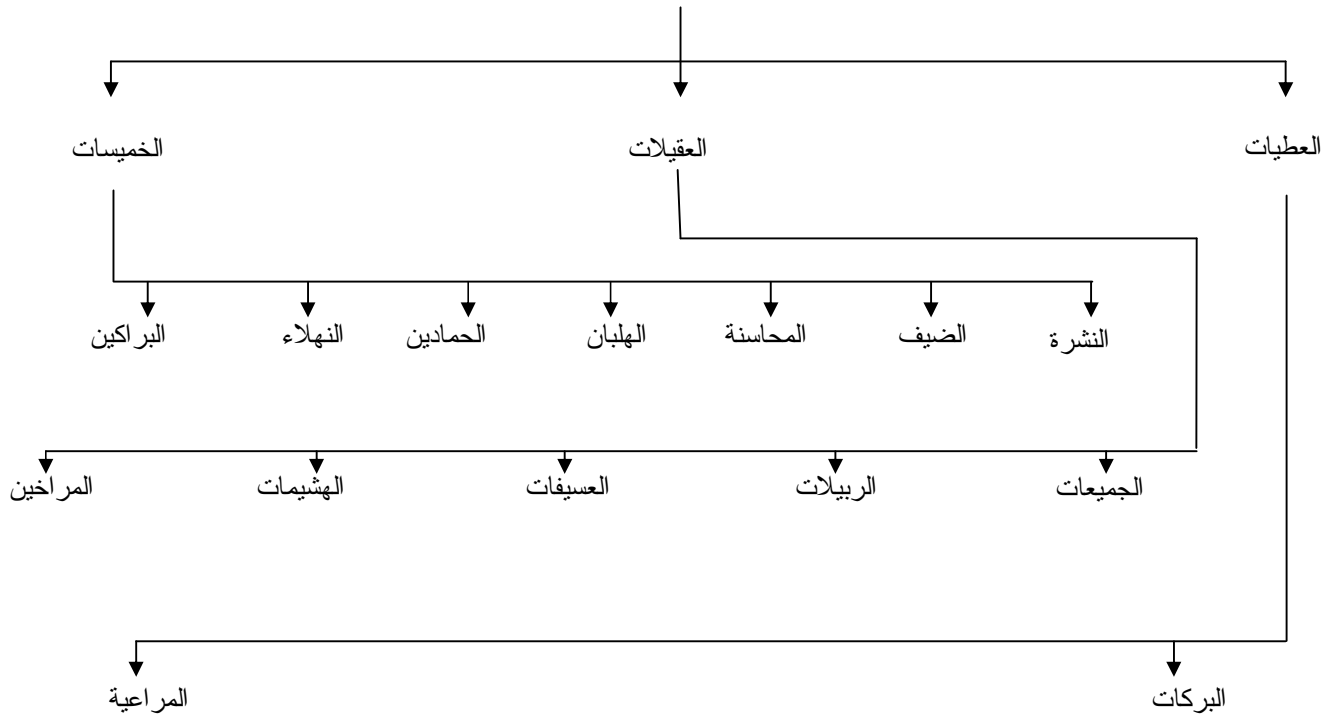 العطيات العقيلات الخميسات
النشرة الضيف المحاسنة الهلبان الحمادين النهلاء البراكين
الجميعات الربيلات العسيفات الهشيمات المراخين
البركات المراعية